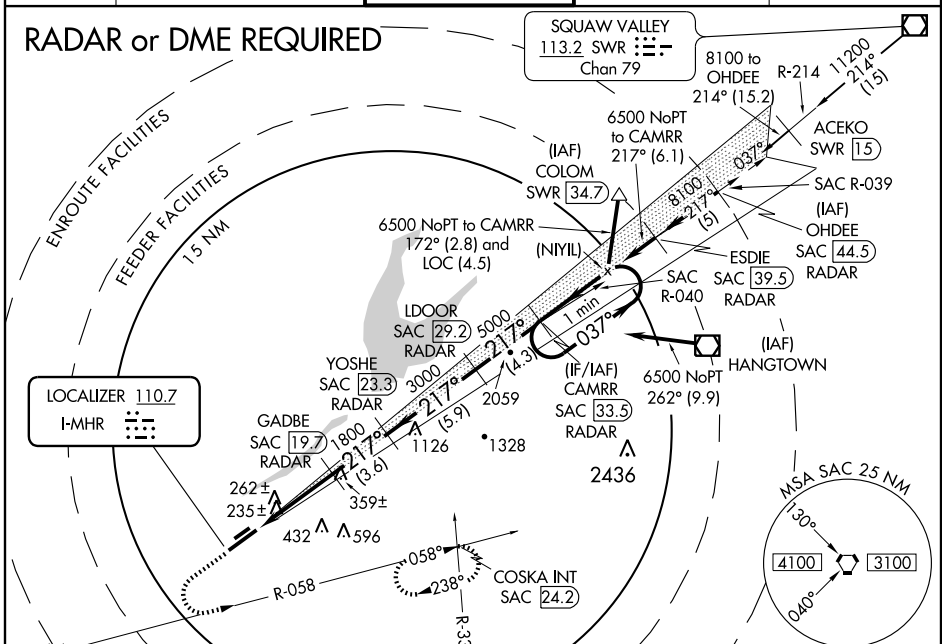 RADAR or DME REQUIRED
SQUAW VALLEY
113.2 SWR
Chan 79
11200
214°
(15)
8100 to
OHDEE
214° (15.2)
R-214
ACEKO
SWR 15
6500 NoPT
to CAMRR
217° (6.1)
037°
8100
217°
(5)
SAC R-039
(IAF)
OHDEE
SAC 44.5
RADAR
(IAF)
COLOM
SWR 34.7
ENROUTE FACILITIES
FEEDER FACILITIES
15 NM
6500 NoPT to CAMRR
172° (2.8) and
LOC (4.5)
(NIYIL)
x
ESDIE
SAC 39.5
RADAR
SAC
R-040
1 min
037°
LDOOR
SAC 29.2
RADAR
5000
217°
(4.3)
(IAF)
HANGTOWN
6500 NoPT
262° (9.9)
(IF/IAF)
CAMRR
SAC 33.5
RADAR
YOSHE
SAC 23.3
RADAR
3000
217°
(5.9)
2059
LOCALIZER 110.7
I-MHR
GADBE
SAC 19.7
RADAR
1800
217°
(3.6)
1126
1328
2436
262±
235±
359±
432
596
MSA SAC 25 NM
130°
4100
3100
040°
R-058
058°
238°
COSKA INT
SAC 24.2
R-33